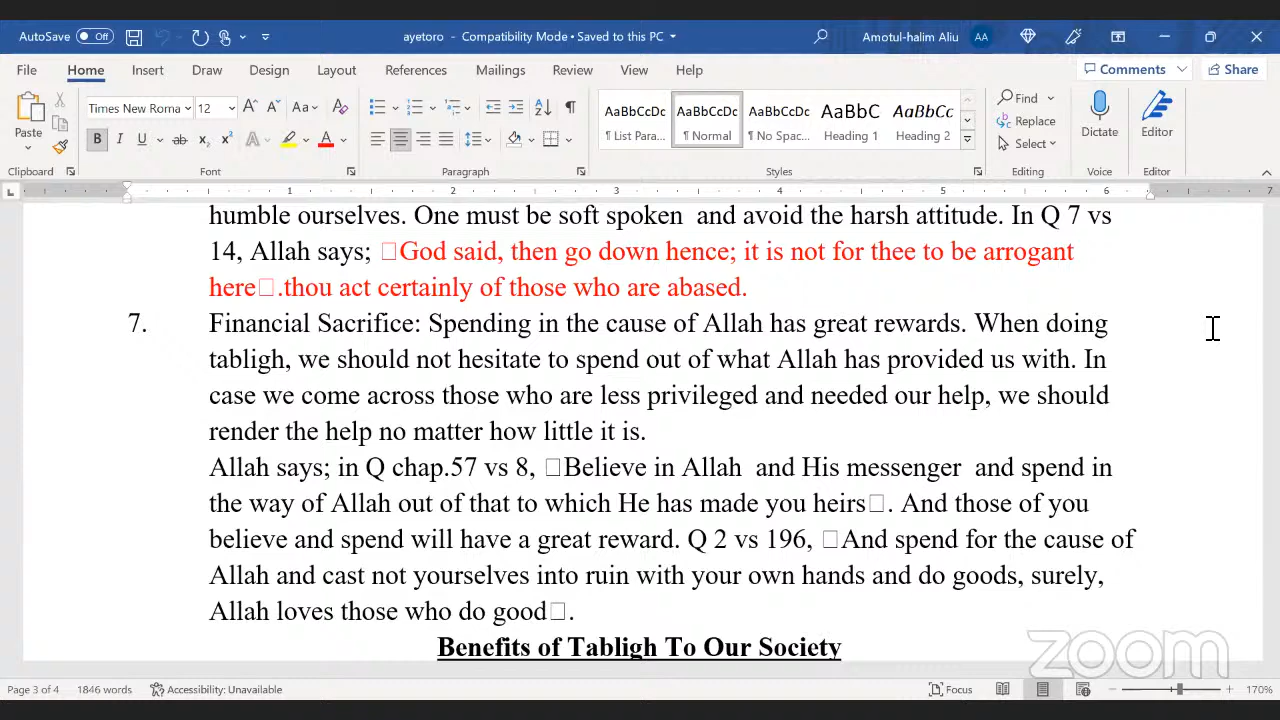 AutoSave Off ayetoro - Compatibility Mode • Saved to this PC Amotul-halim Aliu AA
File Home Insert Draw Design Layout References Mailings Review View Help Comments Share
Paste Times New Roma 12 Aa AaBbCcDc AaBbCcDc AaBbCcDc AaBbC AaBbCc Find Dictate Editor
Replace
B I U ab x₂ x² A A ¶ List Para... ¶ Normal ¶ No Spac... Heading 1 Heading 2 Select
Clipboard Font Paragraph Styles Editing Voice Editor
1 2 3 4 5 6 7
humble ourselves. One must be soft spoken and avoid the harsh attitude. In Q 7 vs
14, Allah says; □God said, then go down hence; it is not for thee to be arrogant
here□.thou act certainly of those who are abased.
7. Financial Sacrifice: Spending in the cause of Allah has great rewards. When doing
tabligh, we should not hesitate to spend out of what Allah has provided us with. In
case we come across those who are less privileged and needed our help, we should
render the help no matter how little it is.
Allah says; in Q chap.57 vs 8, □Believe in Allah and His messenger and spend in
the way of Allah out of that to which He has made you heirs□. And those of you
believe and spend will have a great reward. Q 2 vs 196, □And spend for the cause of
Allah and cast not yourselves into ruin with your own hands and do goods, surely,
Allah loves those who do good□.
Benefits of Tabligh To Our Society
zoom
Page 3 of 4 1846 words Accessibility: Unavailable Focus 170%